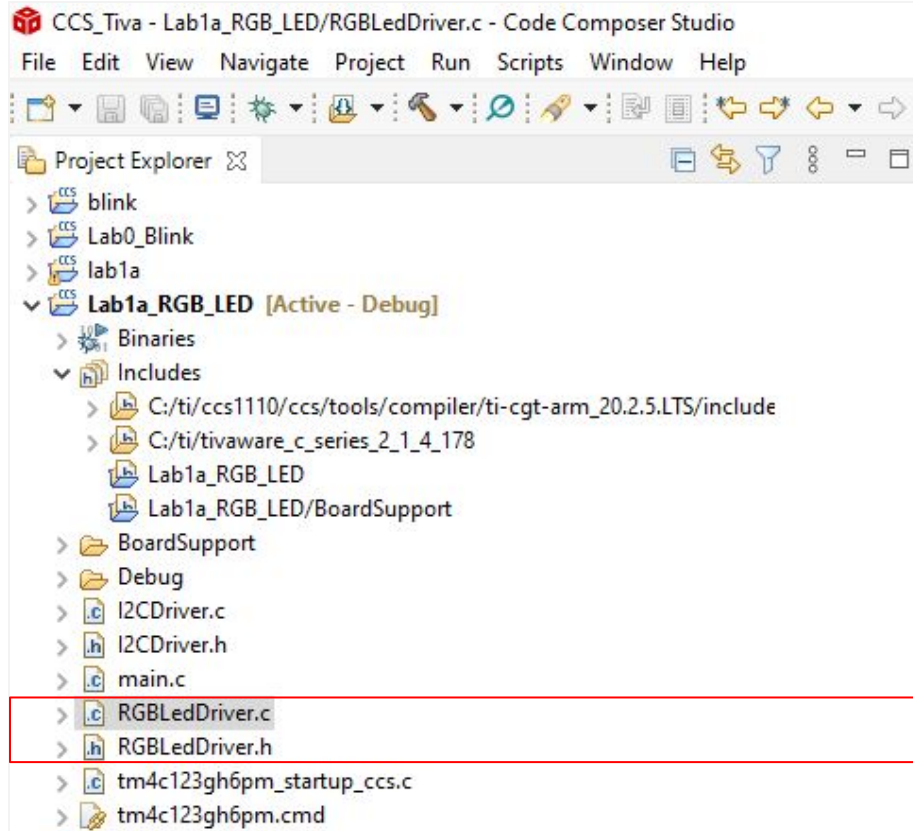 CCS_Tiva - Lab1a_RGB_LED/RGBLedDriver.c - Code Composer Studio
File Edit View Navigate Project Run Scripts Window Help
Project Explorer
blink
Lab0_Blink
lab1a
Lab1a_RGB_LED [Active - Debug]
Binaries
Includes
C:/ti/ccs1110/ccs/tools/compiler/ti-cgt-arm_20.2.5.LTS/include
C:/ti/tivaware_c_series_2_1_4_178
Lab1a_RGB_LED
Lab1a_RGB_LED/BoardSupport
BoardSupport
Debug
I2CDriver.c
I2CDriver.h
main.c
RGBLedDriver.c
RGBLedDriver.h
tm4c123gh6pm_startup_ccs.c
tm4c123gh6pm.cmd